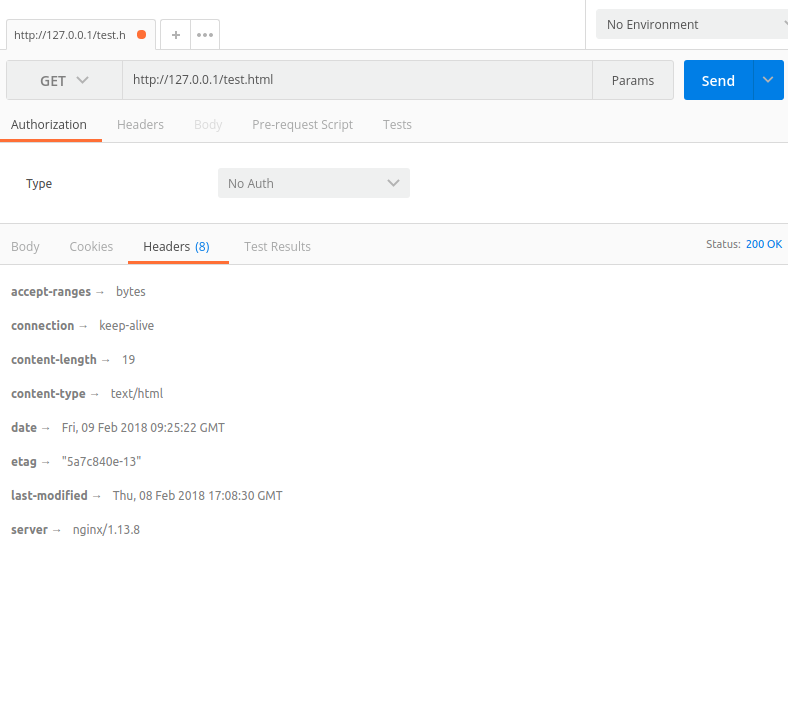 http://127.0.0.1/test.h
No Environment
GET http://127.0.0.1/test.html Params Send
Authorization Headers Body Pre-request Script Tests
Type No Auth
Body Cookies Headers (8) Test Results Status: 200 OK
accept-ranges → bytes
connection → keep-alive
content-length → 19
content-type → text/html
date → Fri, 09 Feb 2018 09:25:22 GMT
etag → "5a7c840e-13"
last-modified → Thu, 08 Feb 2018 17:08:30 GMT
server → nginx/1.13.8